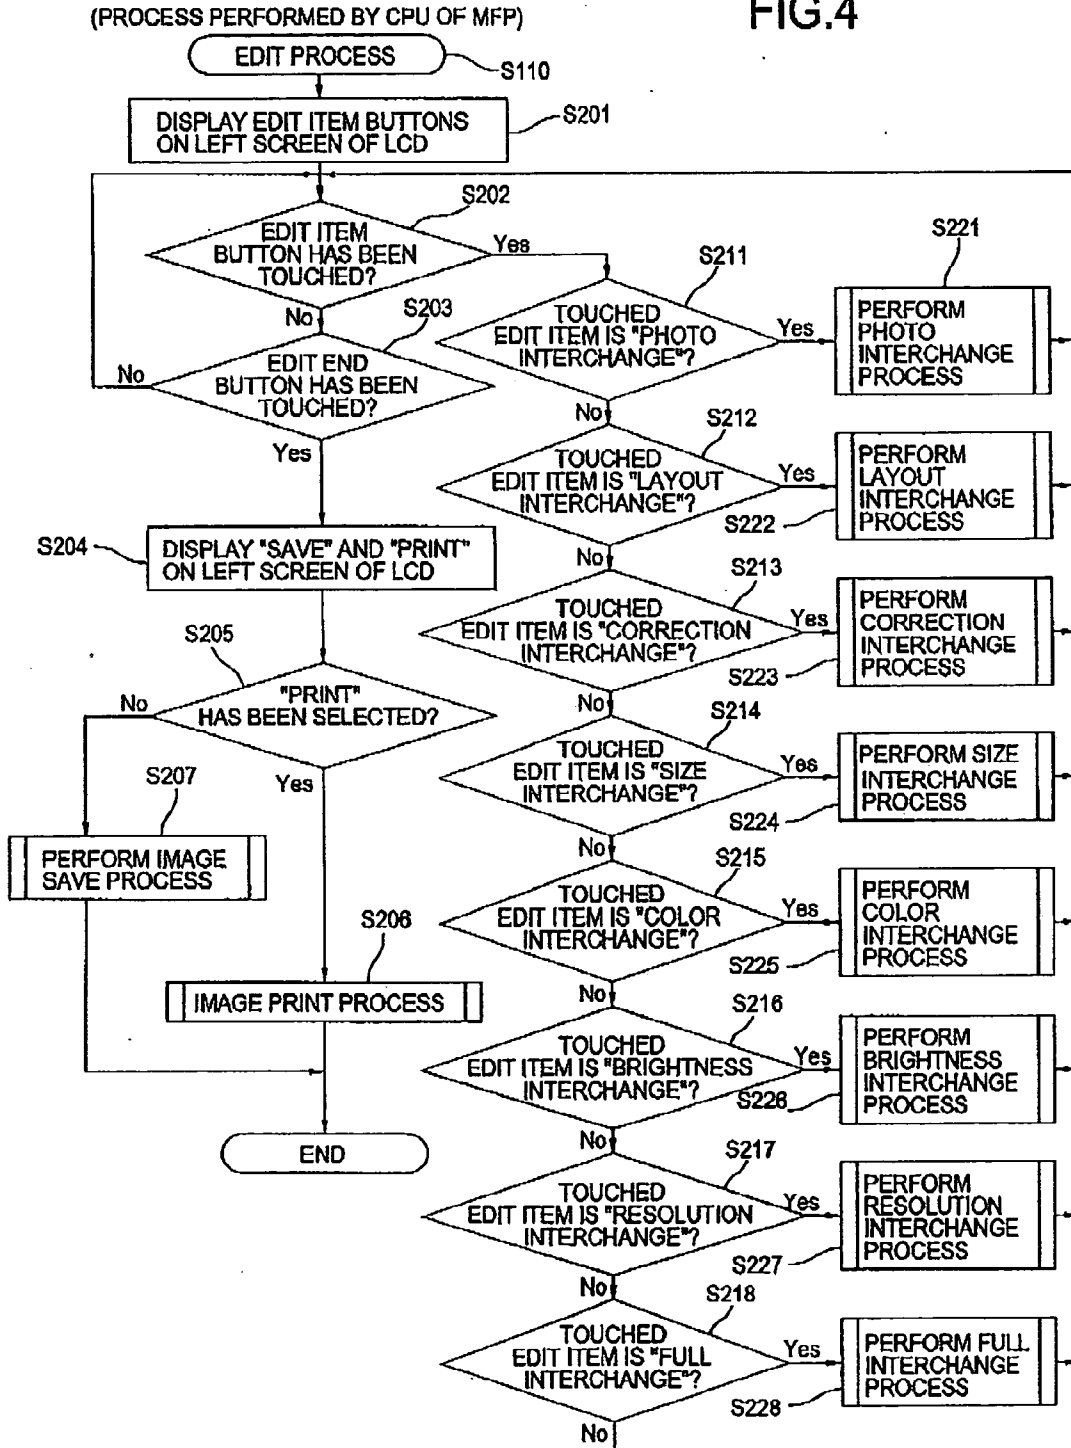 (PROCESS PERFORMED BY CPU OF MFP)
FIG.4
EDIT PROCESS
S110
DISPLAY EDIT ITEM BUTTONS
ON LEFT SCREEN OF LCD
S201
S202
EDIT ITEM
BUTTON HAS BEEN
TOUCHED?
Yes
No
S203
EDIT END
BUTTON HAS BEEN
TOUCHED?
No
Yes
S204
DISPLAY "SAVE" AND "PRINT"
ON LEFT SCREEN OF LCD
S205
"PRINT"
HAS BEEN SELECTED?
No
Yes
S207
PERFORM IMAGE
SAVE PROCESS
S206
IMAGE PRINT PROCESS
END
S211
TOUCHED
EDIT ITEM IS "PHOTO
INTERCHANGE"?
Yes
No
S221
PERFORM
PHOTO
INTERCHANGE
PROCESS
S212
TOUCHED
EDIT ITEM IS "LAYOUT
INTERCHANGE"?
Yes
No
S222
PERFORM
LAYOUT
INTERCHANGE
PROCESS
S213
TOUCHED
EDIT ITEM IS "CORRECTION
INTERCHANGE"?
Yes
No
S223
PERFORM
CORRECTION
INTERCHANGE
PROCESS
S214
TOUCHED
EDIT ITEM IS "SIZE
INTERCHANGE"?
Yes
No
S224
PERFORM SIZE
INTERCHANGE
PROCESS
S215
TOUCHED
EDIT ITEM IS "COLOR
INTERCHANGE"?
Yes
No
S225
PERFORM
COLOR
INTERCHANGE
PROCESS
S216
TOUCHED
EDIT ITEM IS "BRIGHTNESS
INTERCHANGE"?
Yes
No
S226
PERFORM
BRIGHTNESS
INTERCHANGE
PROCESS
S217
TOUCHED
EDIT ITEM IS "RESOLUTION
INTERCHANGE"?
Yes
No
S227
PERFORM
RESOLUTION
INTERCHANGE
PROCESS
S218
TOUCHED
EDIT ITEM IS "FULL
INTERCHANGE"?
Yes
No
S228
PERFORM FULL
INTERCHANGE
PROCESS